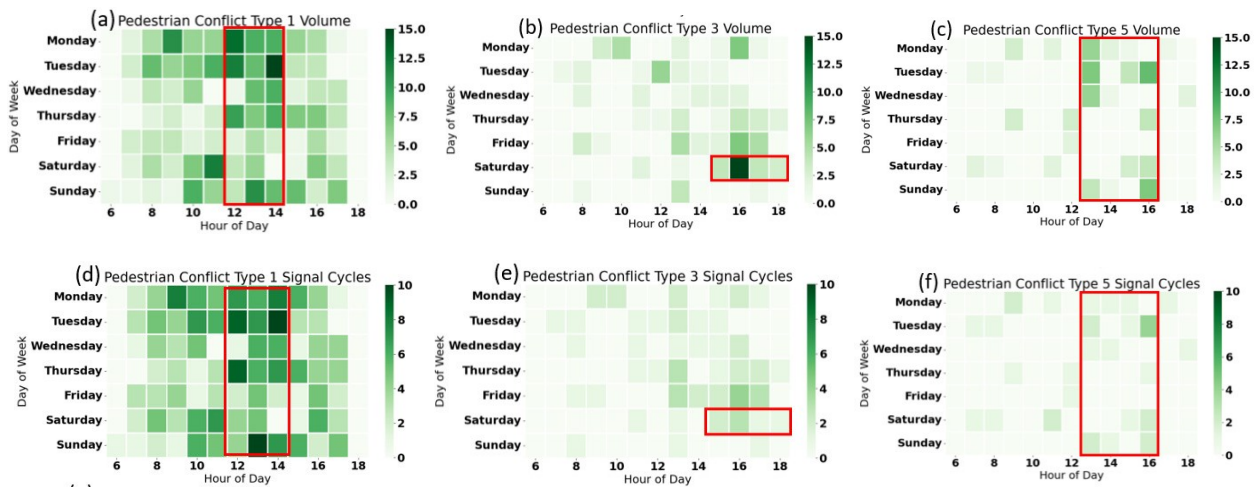 (a) Pedestrian Conflict Type 1 Volume
Monday
Tuesday
Wednesday
Thursday
Friday
Saturday
Sunday
Day of Week
6 8 10 12 14 16 18
Hour of Day
15.0
12.5
10.0
7.5
5.0
2.5
0.0
(b) Pedestrian Conflict Type 3 Volume
Monday
Tuesday
Wednesday
Thursday
Friday
Saturday
Sunday
Day of Week
6 8 10 12 14 16 18
Hour of Day
15.0
12.5
10.0
7.5
5.0
2.5
0.0
(c) Pedestrian Conflict Type 5 Volume
Monday
Tuesday
Wednesday
Thursday
Friday
Saturday
Sunday
Day of Week
6 8 10 12 14 16 18
Hour of Day
15.0
12.5
10.0
7.5
5.0
2.5
0.0
(d) Pedestrian Conflict Type 1 Signal Cycles
Monday
Tuesday
Wednesday
Thursday
Friday
Saturday
Sunday
Day of Week
6 8 10 12 14 16 18
Hour of Day
10
8
6
4
2
0
(e) Pedestrian Conflict Type 3 Signal Cycles
Monday
Tuesday
Wednesday
Thursday
Friday
Saturday
Sunday
Day of Week
6 8 10 12 14 16 18
Hour of Day
10
8
6
4
2
0
(f) Pedestrian Conflict Type 5 Signal Cycles
Monday
Tuesday
Wednesday
Thursday
Friday
Saturday
Sunday
Day of Week
6 8 10 12 14 16 18
Hour of Day
10
8
6
4
2
0